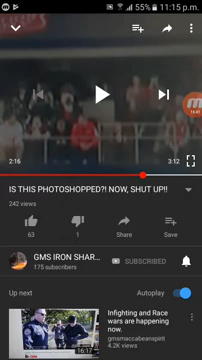 55% 11:15 p.m.
2:16
3:12
IS THIS PHOTOSHOPPED?! NOW, SHUT UP!!
242 views
63
1
Share
Save
GMS IRON SHAR...
175 subscribers
SUBSCRIBED
Up next
Autoplay
Infighting and Race
wars are happening
now.
gmsmaccabeanspirit
4.2K views
16:17